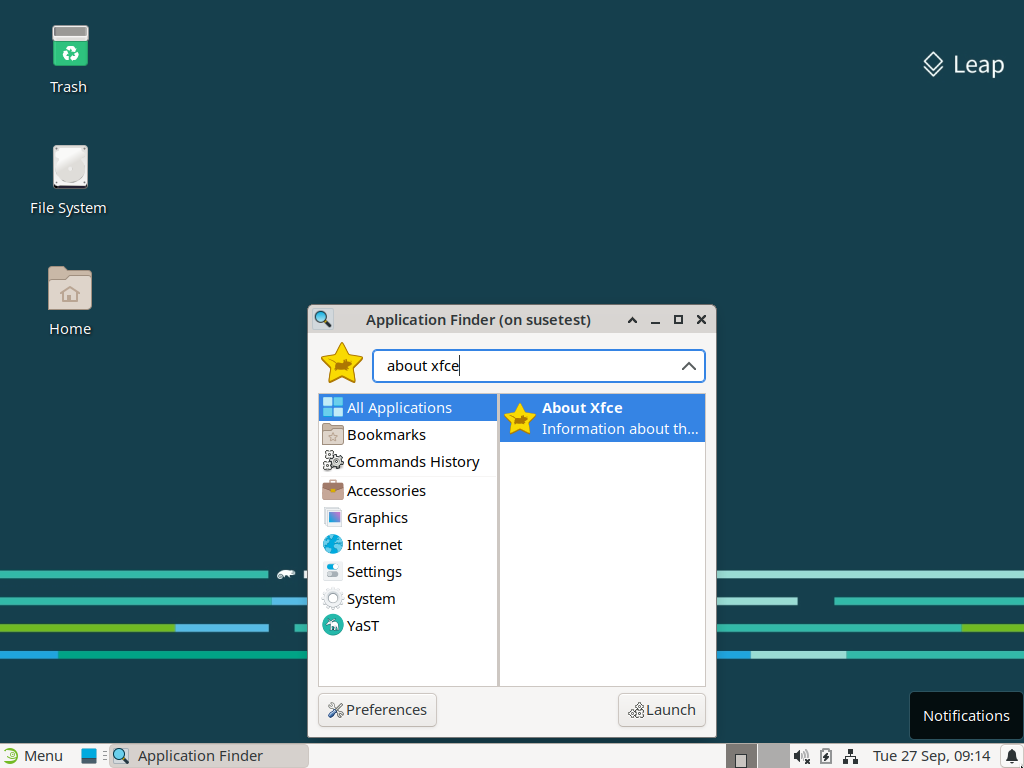 Trash
Leap
File System
Home
Application Finder (on susetest)
about xfce
All Applications
Bookmarks
Commands History
Accessories
Graphics
Internet
Settings
System
YaST
About Xfce
Information about th...
Preferences
Launch
Notifications
Menu
Application Finder
Tue 27 Sep, 09:14